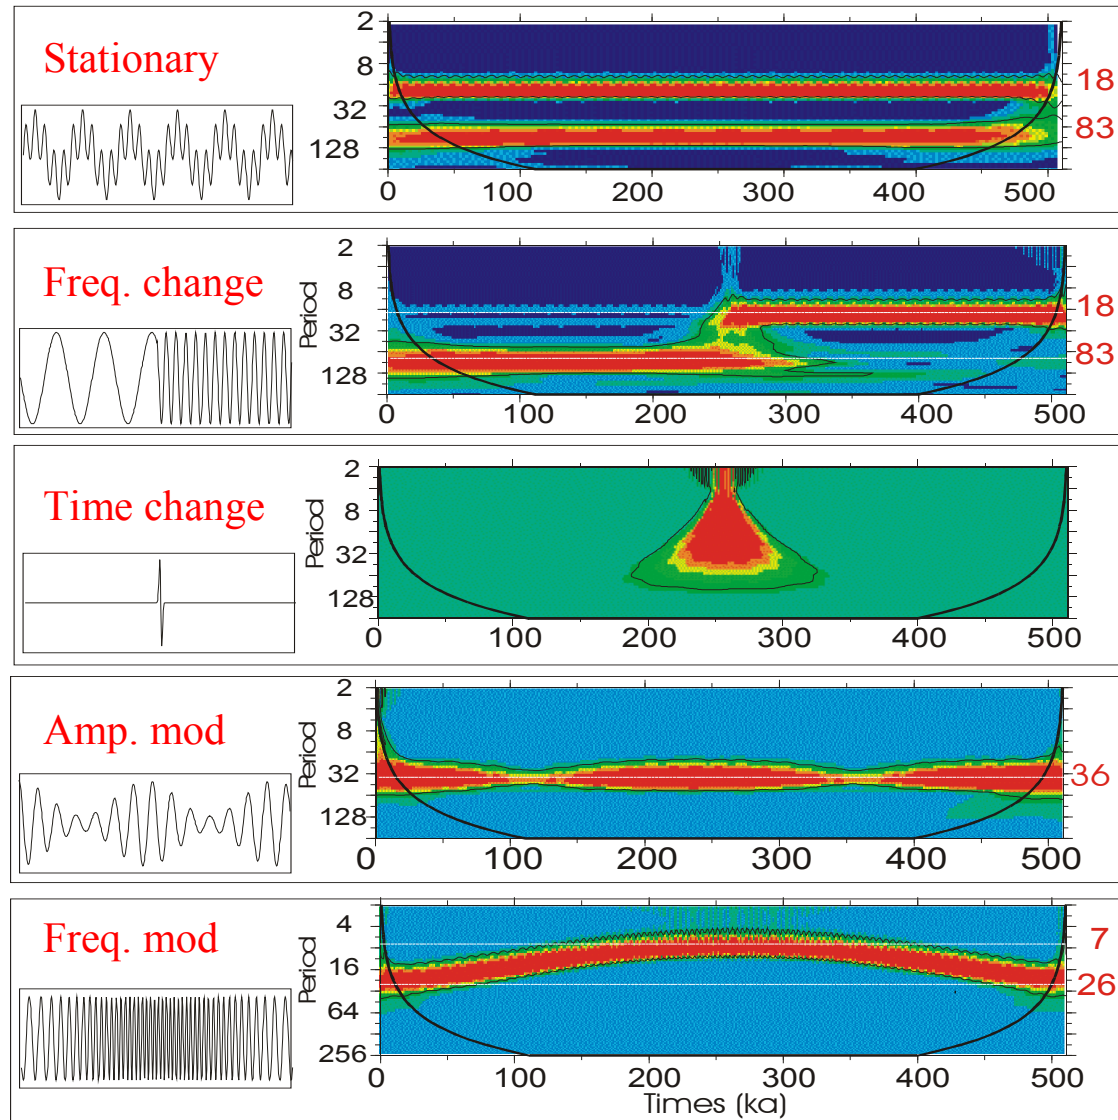 Stationary
2
8
32
128
18
83
0 100 200 300 400 500
Freq. change
Period
2
8
32
128
18
83
0 100 200 300 400 500
Time change
Period
2
8
32
128
0 100 200 300 400 500
Amp. mod
Period
2
8
32
128
36
0 100 200 300 400 500
Freq. mod
Period
4
16
64
256
7
26
0 100 200 300 400 500
Times (ka)